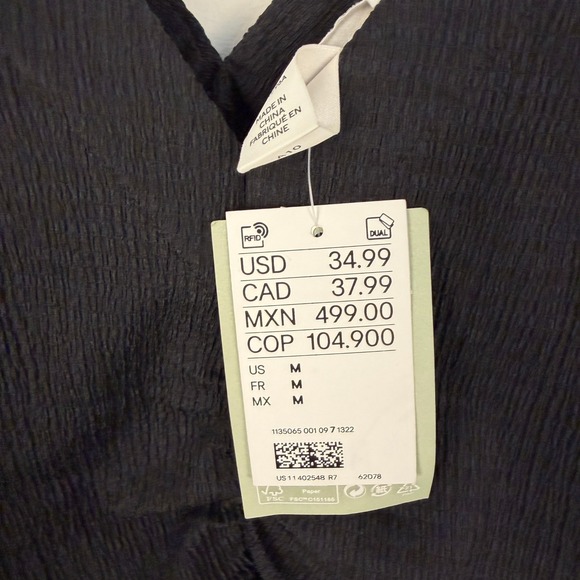 MADE IN
CHINA
FABRIQUÉ EN
CHINE
RFID
DUAL
USD 34.99
CAD 37.99
MXN 499.00
COP 104.900
US M
FR M
MX M
1135065 001 09 7 1322
US 11 402548 R7 62078
FSC
Paper